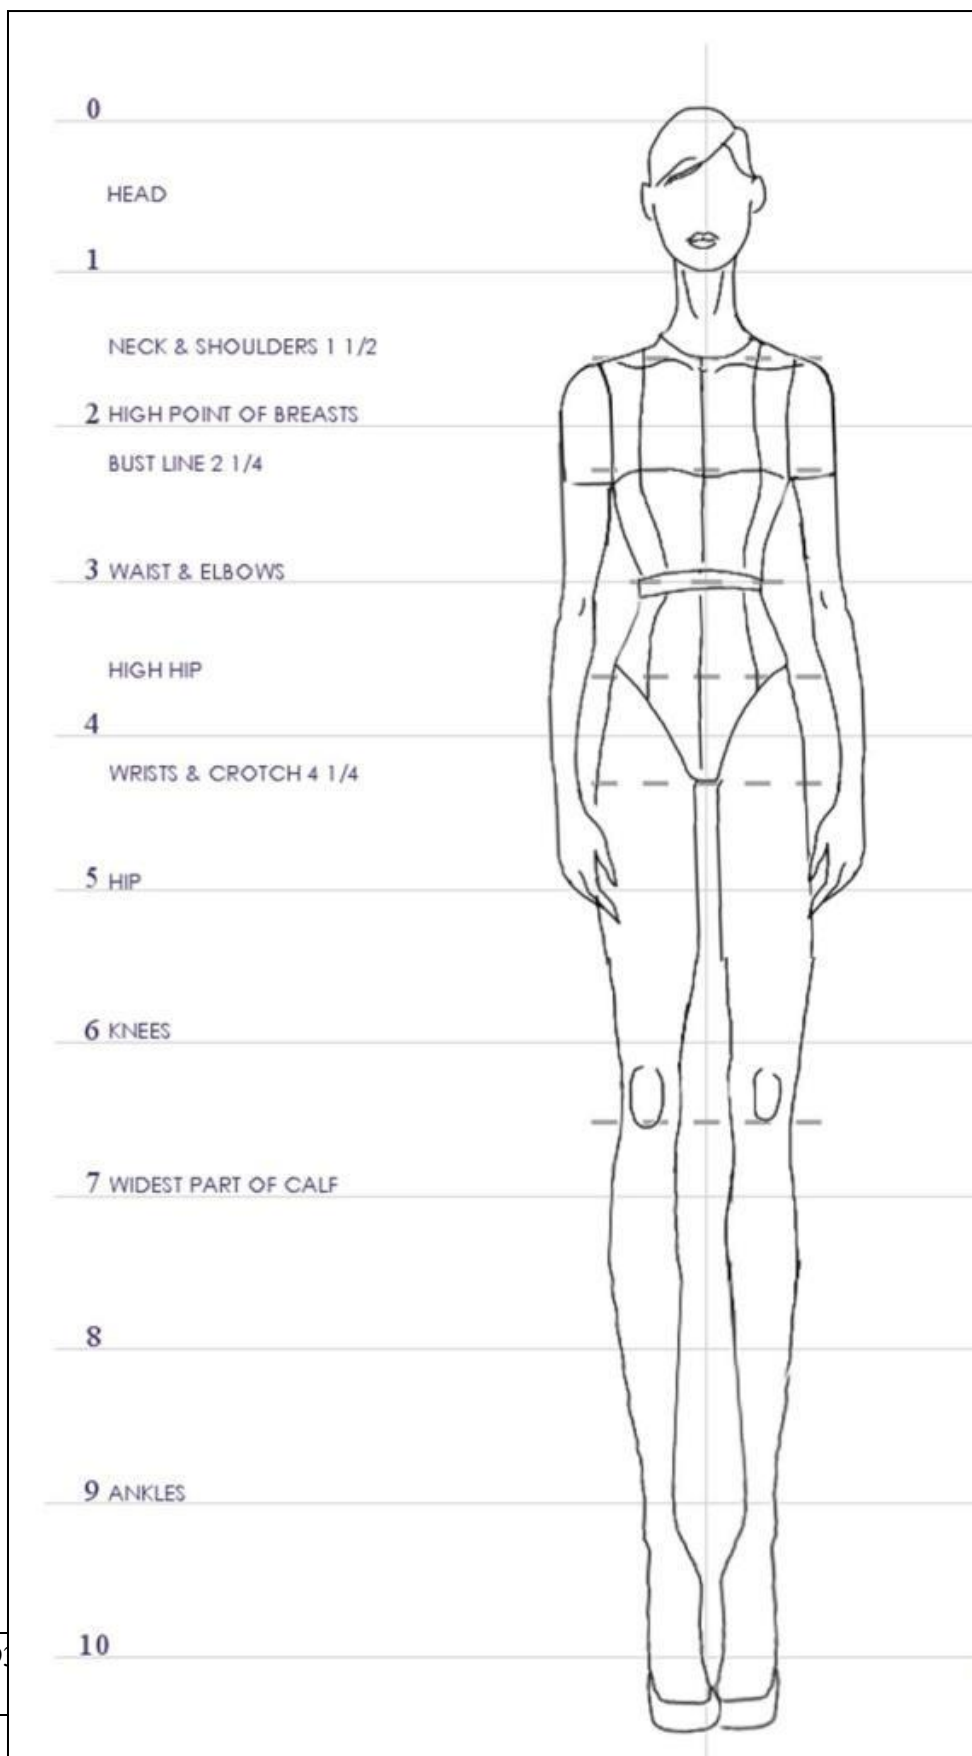 0
HEAD
1
NECK & SHOULDERS 1 1/2
2 HIGH POINT OF BREASTS
BUST LINE 2 1/4
3 WAIST & ELBOWS
HIGH HIP
4
WRISTS & CROTCH 4 1/4
5 HIP
6 KNEES
7 WIDEST PART OF CALF
8
9 ANKLES
10